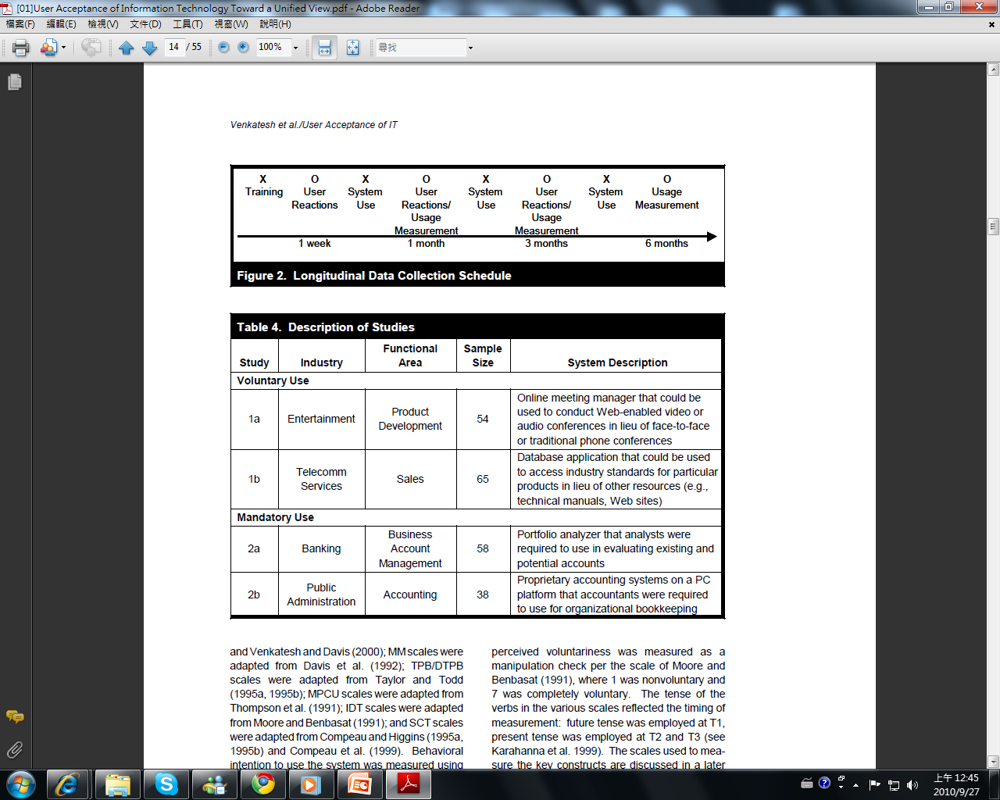 [01]User Acceptance of Information Technology Toward a Unified View.pdf - Adobe Reader
檔案(F) 編輯(E) 檢視(V) 文件(D) 工具(T) 視窗(W) 說明(H)
14 / 55 100% 尋找
Venkatesh et al./User Acceptance of IT
X O X O X O X O
Training User System User System User System Usage
Reactions Use Reactions/ Use Reactions/ Use Measurement
Usage Usage
Measurement Measurement
1 week 1 month 3 months 6 months
Figure 2. Longitudinal Data Collection Schedule
Table 4. Description of Studies
Functional Sample
Study Industry Area Size System Description
Voluntary Use
Online meeting manager that could be
1a Entertainment Product Development 54 used to conduct Web-enabled video or
audio conferences in lieu of face-to-face
or traditional phone conferences
Database application that could be used
1b Telecomm Services Sales 65 to access industry standards for particular
products in lieu of other resources (e.g.,
technical manuals, Web sites)
Mandatory Use
Business Portfolio analyzer that analysts were
2a Banking Account 58 required to use in evaluating existing and
Management potential accounts
Proprietary accounting systems on a PC
2b Public Administration Accounting 38 platform that accountants were required
to use for organizational bookkeeping
and Venkatesh and Davis (2000); MM scales were
adapted from Davis et al. (1992); TPB/DTPB
scales were adapted from Taylor and Todd
(1995a, 1995b); MPCU scales were adapted from
Thompson et al. (1991); IDT scales were adapted
from Moore and Benbasat (1991); and SCT scales
were adapted from Compeau and Higgins (1995a,
1995b) and Compeau et al. (1999). Behavioral
intention to use the system was measured using
perceived voluntariness was measured as a
manipulation check per the scale of Moore and
Benbasat (1991), where 1 was nonvoluntary and
7 was completely voluntary. The tense of the
verbs in the various scales reflected the timing of
measurement: future tense was employed at T1,
present tense was employed at T2 and T3 (see
Karahanna et al. 1999). The scales used to mea-
sure the key constructs are discussed in a later
上午 12:45
2010/9/27